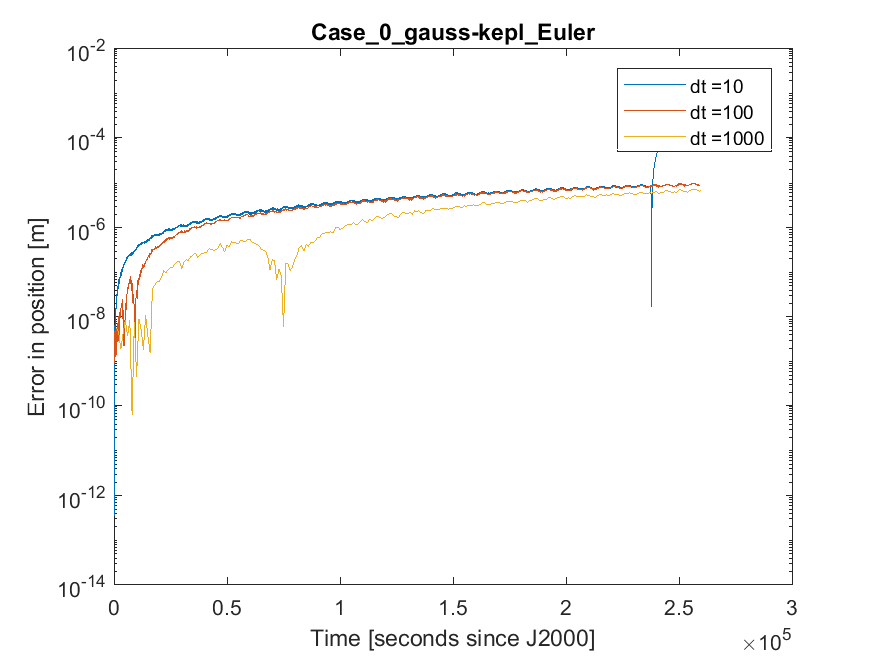 Case_0_gauss-kepl_Euler
dt =10
dt =100
dt =1000
Error in position [m]
10^-2
10^-4
10^-6
10^-8
10^-10
10^-12
10^-14
0 0.5 1 1.5 2 2.5 3
Time [seconds since J2000]
×10^5